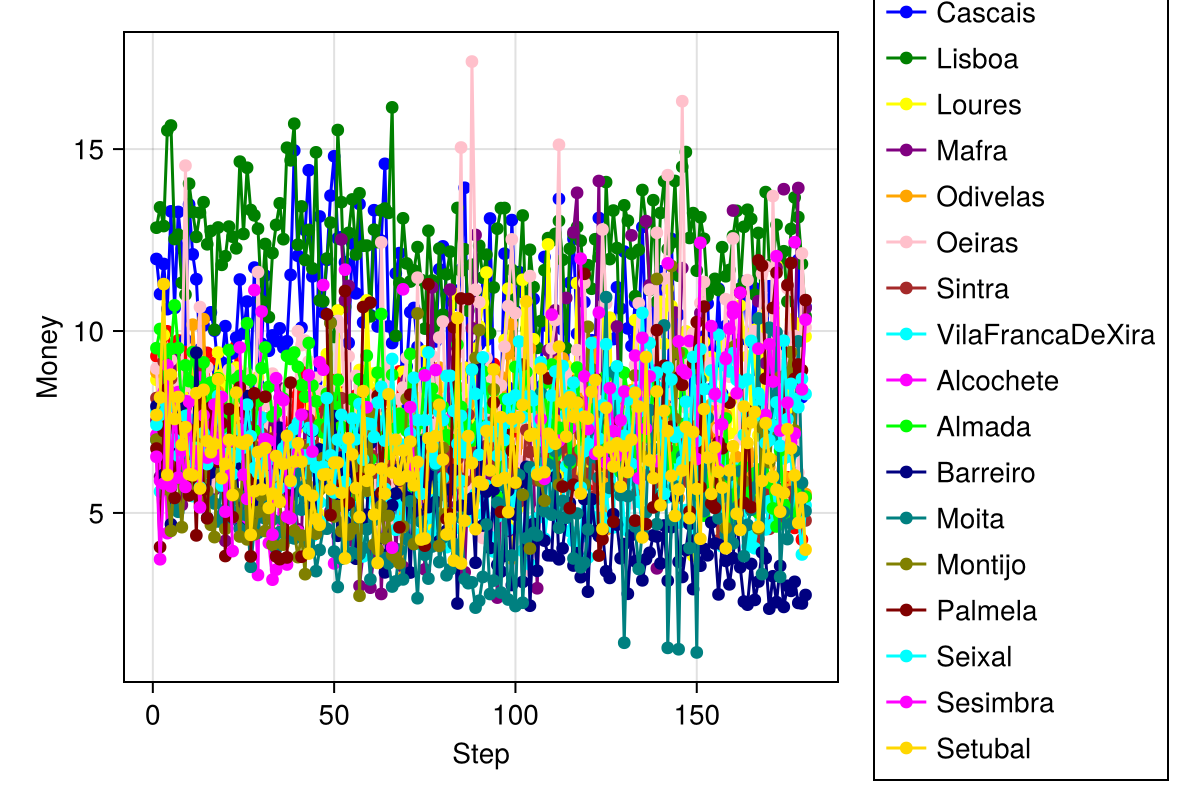 Cascais
Lisboa
Loures
Mafra
Odivelas
Oeiras
Sintra
VilaFrancaDeXira
Alcochete
Almada
Barreiro
Moita
Montijo
Palmela
Seixal
Sesimbra
Setubal
Money
15
10
5
0 50 100 150
Step